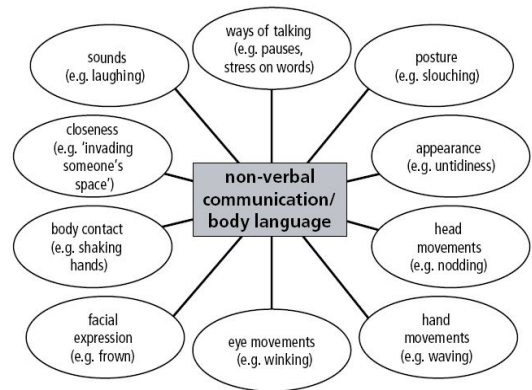 ways of talking
(e.g. pauses,
stress on words)
sounds
(e.g. laughing)
posture
(e.g. slouching)
closeness
(e.g. ‘invading
someone’s
space’)
appearance
(e.g. untidiness)
non-verbal
communication/
body language
body contact
(e.g. shaking
hands)
head
movements
(e.g. nodding)
facial
expression
(e.g. frown)
eye movements
(e.g. winking)
hand
movements
(e.g. waving)